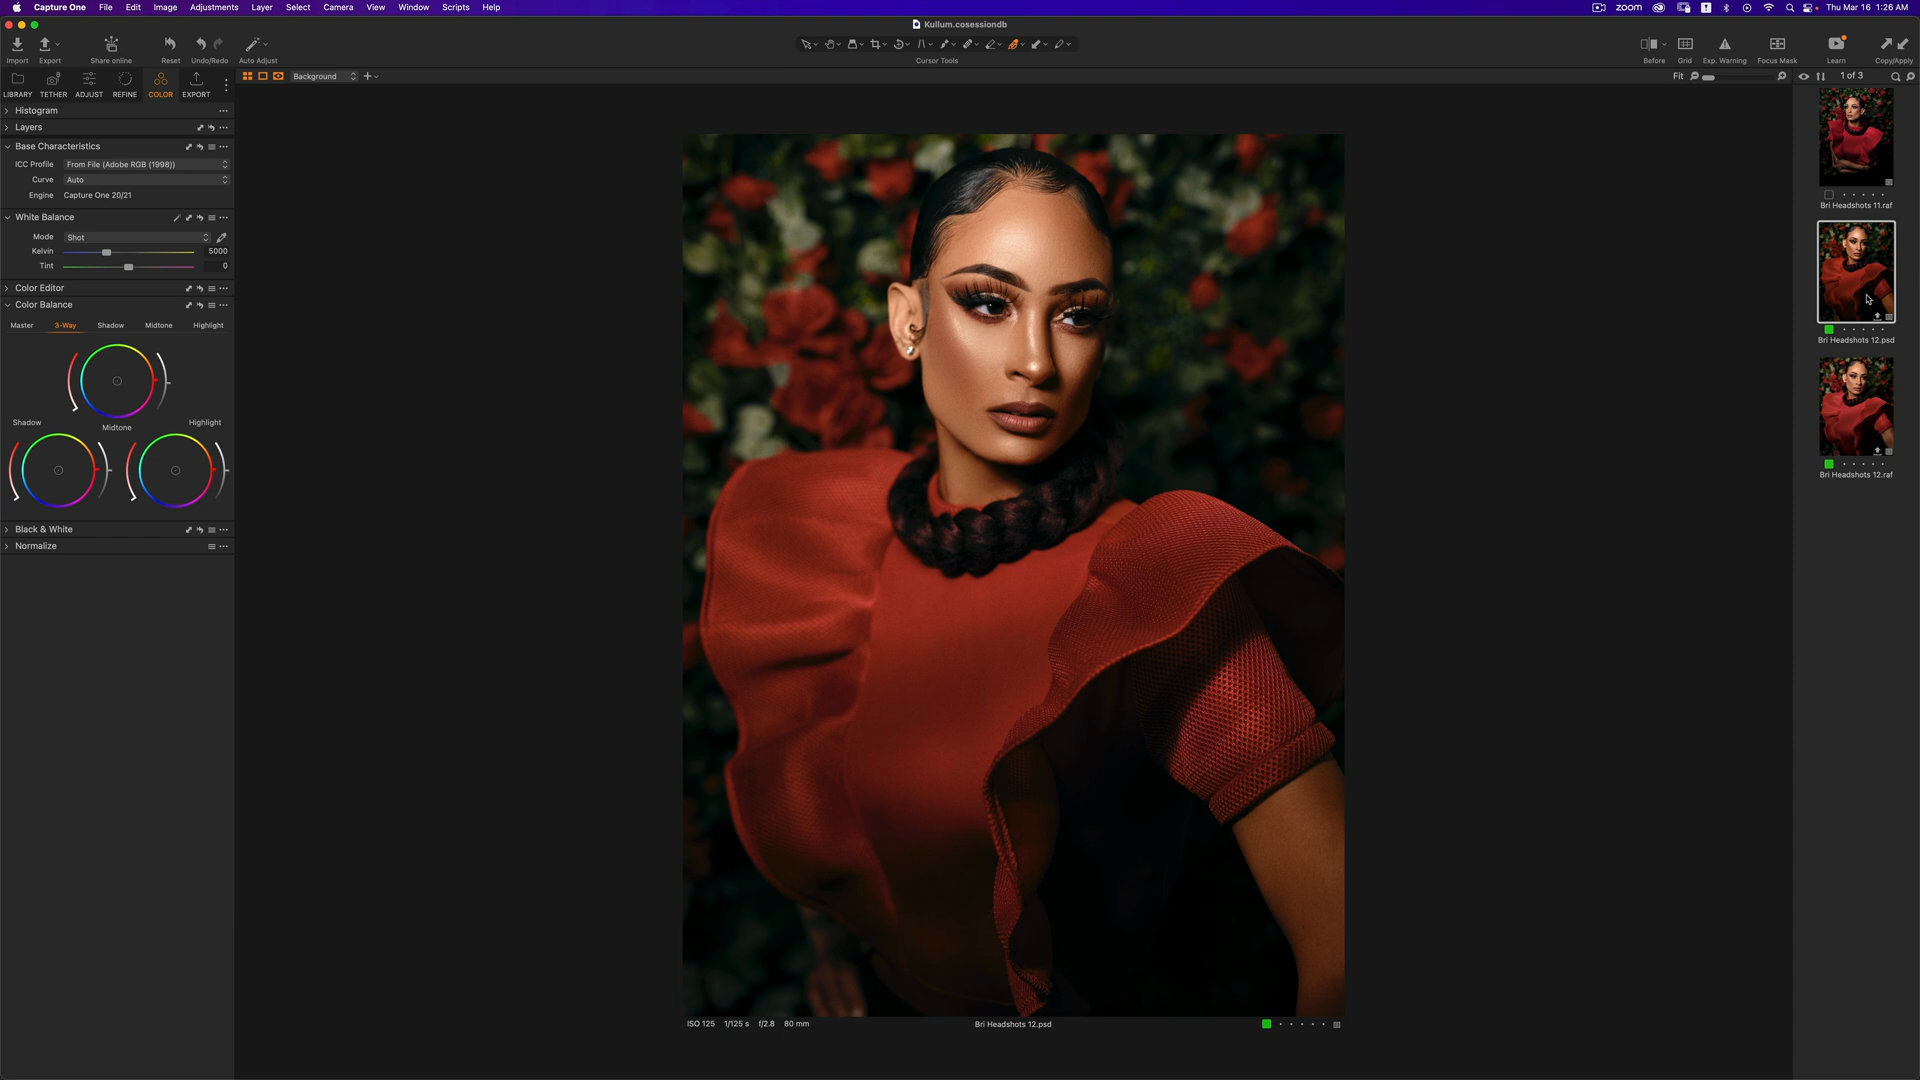 Capture One File Edit Image Adjustments Layer Select Camera View Window Scripts Help
zoom
Thu Mar 16 1:26 AM
Kullum.cosessiondb
Import
Export
Share online
Reset
Undo/Redo
Auto Adjust
Cursor Tools
Before
Grid
Exp. Warning
Focus Mask
Learn
Copy/Apply
LIBRARY
TETHER
ADJUST
REFINE
COLOR
EXPORT
Background
Fit
1 of 3
Histogram
Layers
Base Characteristics
ICC Profile From File (Adobe RGB (1998))
Curve Auto
Engine Capture One 20/21
White Balance
Mode Shot
Kelvin 5000
Tint 0
Color Editor
Color Balance
Master 3-Way Shadow Midtone Highlight
Shadow
Midtone
Highlight
Black & White
Normalize
Bri Headshots 11.raf
Bri Headshots 12.psd
Bri Headshots 12.raf
ISO 125 1/125 s f/2.8 80 mm
Bri Headshots 12.psd